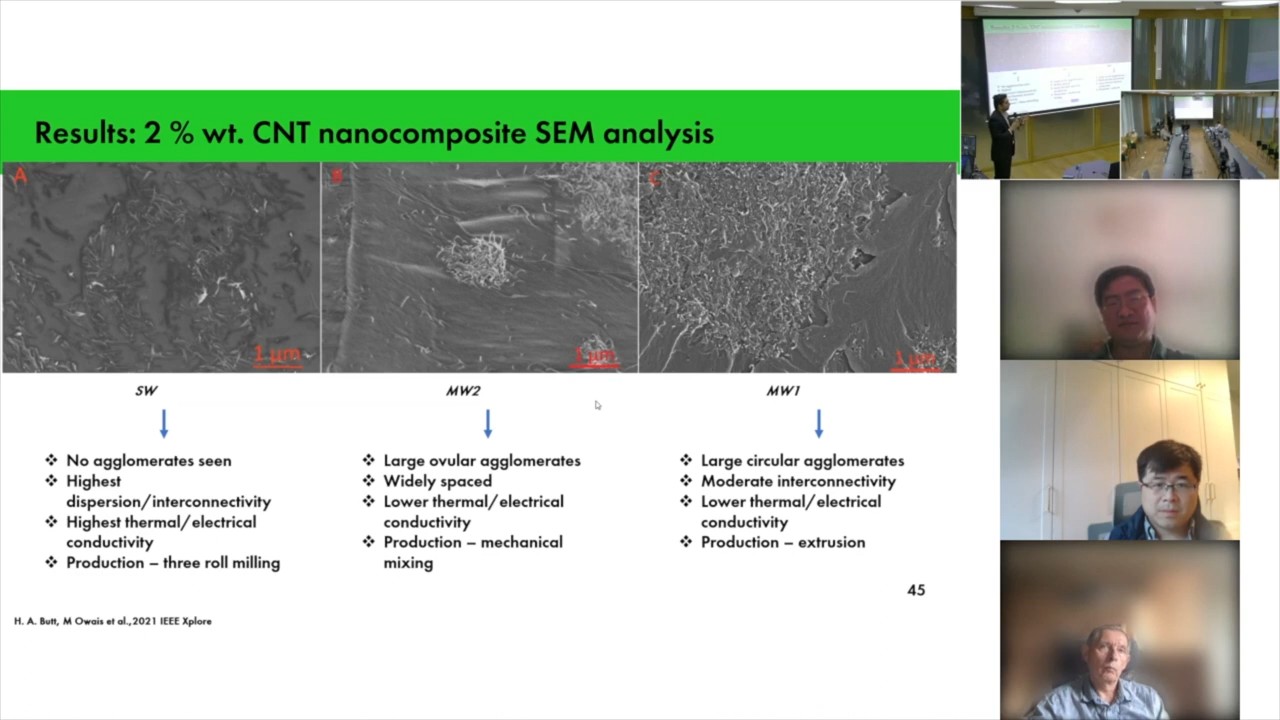 Results: 2 % wt. CNT nanocomposite SEM analysis
A
B
C
1 µm
1 µm
1 µm
SW
MW2
MW1
❖ No agglomerates seen
❖ Highest
dispersion/interconnectivity
❖ Highest thermal/electrical
conductivity
❖ Production – three roll milling
❖ Large ovular agglomerates
❖ Widely spaced
❖ Lower thermal/electrical
conductivity
❖ Production – mechanical
mixing
❖ Large circular agglomerates
❖ Moderate interconnectivity
❖ Lower thermal/electrical
conductivity
❖ Production – extrusion
45
H. A. Butt, M Owais et al.,2021 IEEE Xplore